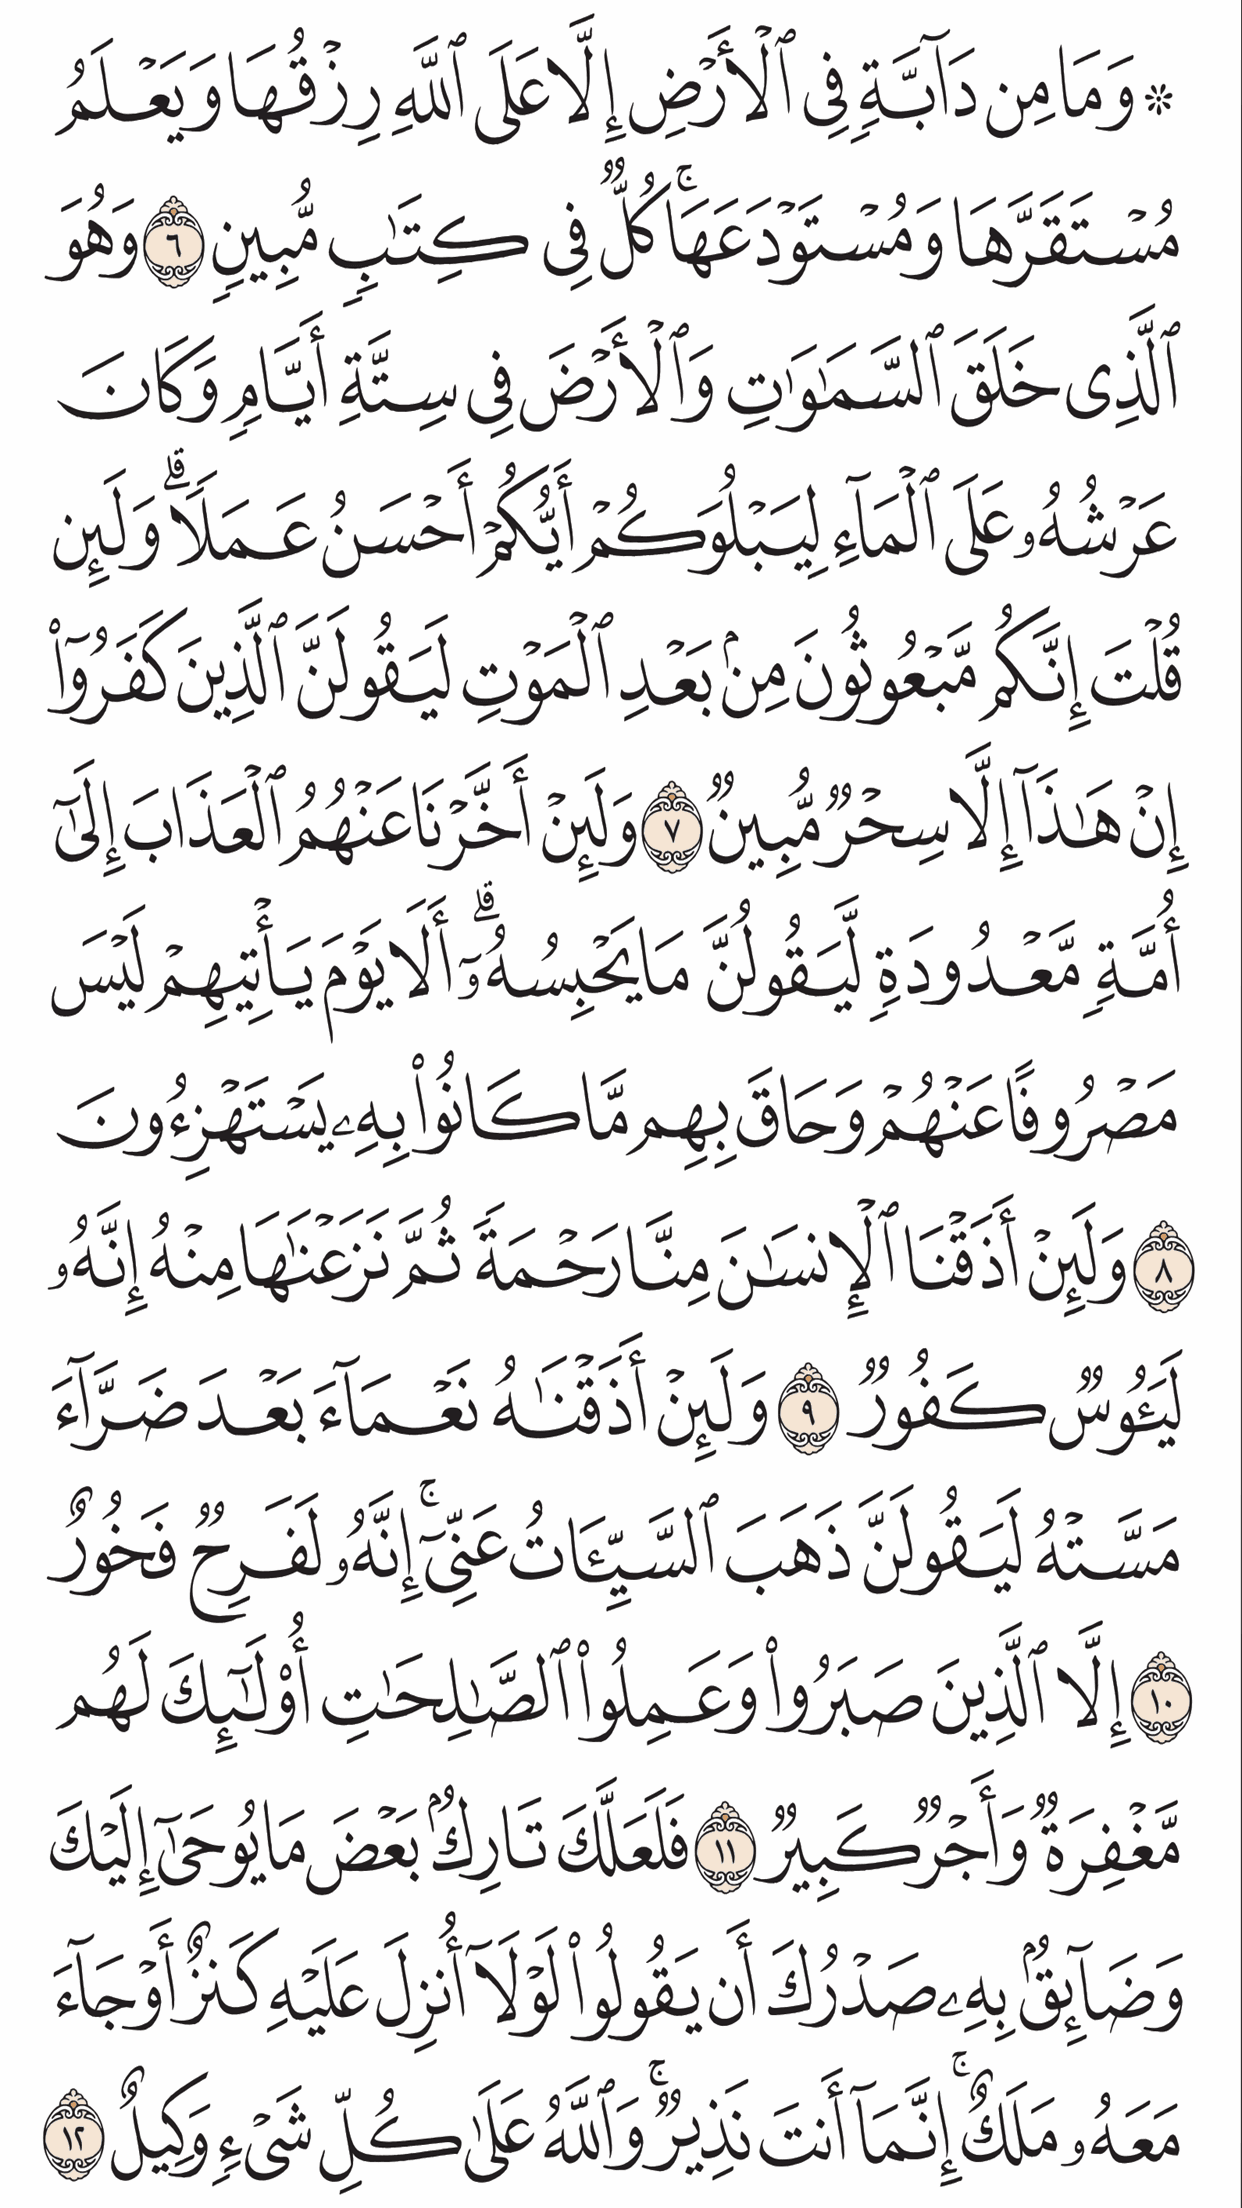 ۞ وَمَا مِن دَآبَّةٍ فِى ٱلْأَرْضِ إِلَّا عَلَى ٱللَّهِ رِزْقُهَا وَيَعْلَمُ
مُسْتَقَرَّهَا وَمُسْتَوْدَعَهَا ۚ كُلٌّ فِى كِتَـٰبٍ مُّبِينٍ ٦ وَهُوَ
ٱلَّذِى خَلَقَ ٱلسَّمَـٰوَٰتِ وَٱلْأَرْضَ فِى سِتَّةِ أَيَّامٍ وَكَانَ
عَرْشُهُۥ عَلَى ٱلْمَآءِ لِيَبْلُوَكُمْ أَيُّكُمْ أَحْسَنُ عَمَلًا ۗ وَلَئِن
قُلْتَ إِنَّكُم مَّبْعُوثُونَ مِنۢ بَعْدِ ٱلْمَوْتِ لَيَقُولَنَّ ٱلَّذِينَ كَفَرُوٓا۟
إِنْ هَـٰذَآ إِلَّا سِحْرٌ مُّبِينٌ ٧ وَلَئِنْ أَخَّرْنَا عَنْهُمُ ٱلْعَذَابَ إِلَىٰٓ
أُمَّةٍ مَّعْدُودَةٍ لَّيَقُولُنَّ مَا يَحْبِسُهُۥٓ ۗ أَلَا يَوْمَ يَأْتِيهِمْ لَيْسَ
مَصْرُوفًا عَنْهُمْ وَحَاقَ بِهِم مَّا كَانُوا۟ بِهِۦ يَسْتَهْزِءُونَ
٨ وَلَئِنْ أَذَقْنَا ٱلْإِنسَـٰنَ مِنَّا رَحْمَةً ثُمَّ نَزَعْنَـٰهَا مِنْهُ إِنَّهُۥ
لَيَـُٔوسٌ كَفُورٌ ٩ وَلَئِنْ أَذَقْنَـٰهُ نَعْمَآءَ بَعْدَ ضَرَّآءَ
مَسَّتْهُ لَيَقُولَنَّ ذَهَبَ ٱلسَّيِّـَٔاتُ عَنِّىٓ ۚ إِنَّهُۥ لَفَرِحٌ فَخُورٌ
١٠ إِلَّا ٱلَّذِينَ صَبَرُوا۟ وَعَمِلُوا۟ ٱلصَّـٰلِحَـٰتِ أُو۟لَـٰٓئِكَ لَهُم
مَّغْفِرَةٌ وَأَجْرٌ كَبِيرٌ ١١ فَلَعَلَّكَ تَارِكٌۢ بَعْضَ مَا يُوحَىٰٓ إِلَيْكَ
وَضَآئِقٌۢ بِهِۦ صَدْرُكَ أَن يَقُولُوا۟ لَوْلَآ أُنزِلَ عَلَيْهِ كَنزٌ أَوْ جَآءَ
مَعَهُۥ مَلَكٌ ۚ إِنَّمَآ أَنتَ نَذِيرٌ ۚ وَٱللَّهُ عَلَىٰ كُلِّ شَىْءٍ وَكِيلٌ ١٢